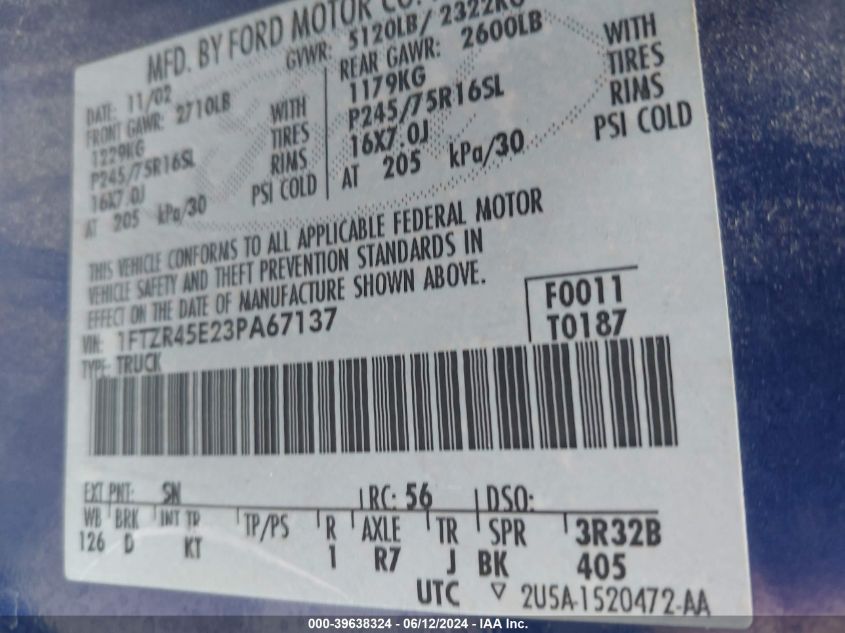 MFD. BY FORD MOTOR CO.
GVWR: 5120LB/ 2322KG
DATE: 11/02
FRONT GAWR: 2710LB
1229KG WITH
P245/75R16SL TIRES
16X7.0J RIMS
AT 205 kPa/30 PSI COLD
REAR GAWR: 2600LB
1179KG WITH
P245/75R16SL TIRES
16X7.0J RIMS
AT 205 kPa/30 PSI COLD
THIS VEHICLE CONFORMS TO ALL APPLICABLE FEDERAL MOTOR
VEHICLE SAFETY AND THEFT PREVENTION STANDARDS IN
EFFECT ON THE DATE OF MANUFACTURE SHOWN ABOVE.
VIN: 1FTZR45E23PA67137
TYPE: TRUCK
F0011
T0187
EXT PNT: SN RC: 56 DSO:
WB BRK INT TR TP/PS R AXLE TR SPR 3R32B
126 D KT 1 R7 J BK 405
UTC ▽ 2U5A-1520472-AA
000-39638324 - 06/12/2024 - IAA Inc.